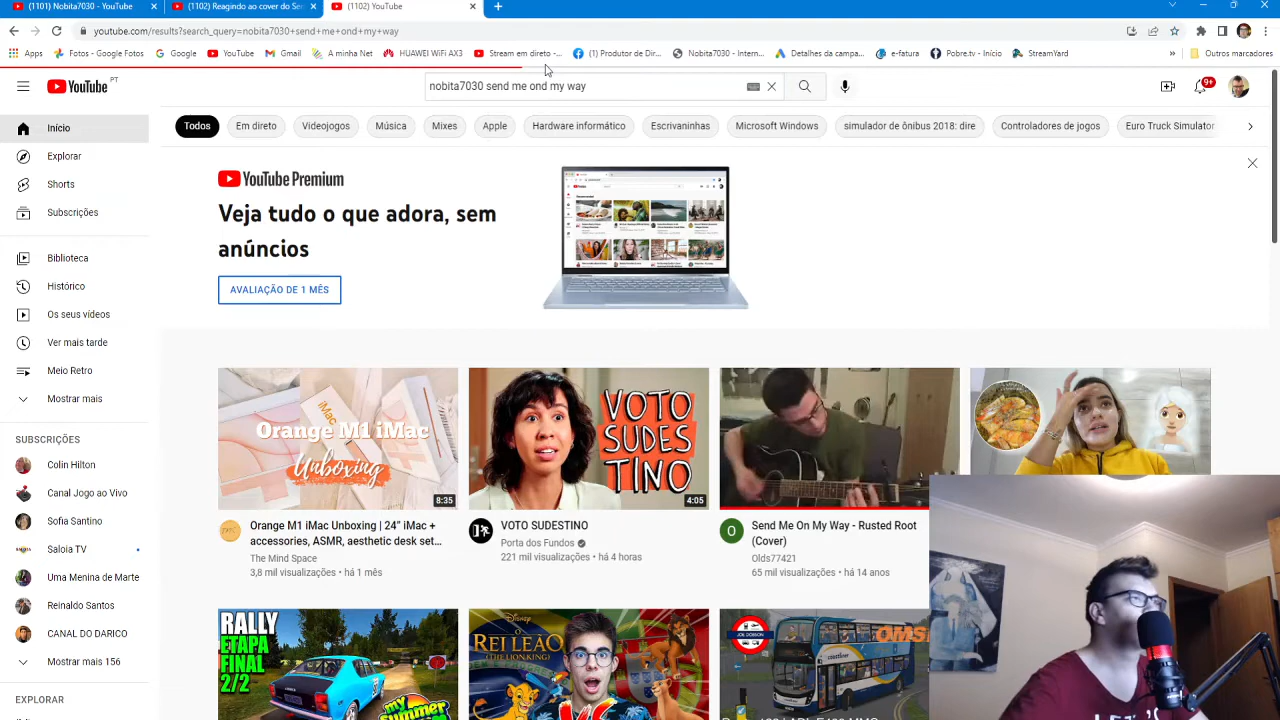 (1101) Nobita7030 - YouTube
(1102) Reagindo ao cover do Se
(1102) YouTube
youtube.com/results?search_query=nobita7030+send+me+ond+my+way
Apps
Fotos - Google Fotos
Google
YouTube
Gmail
A minha Net
HUAWEI WiFi AX3
Stream em direto -...
(1) Produtor de Dir...
Nobita7030 - Intern...
Detalhes da campa...
e-fatura
Pobre.tv - Início
StreamYard
»
Outros marcadores
YouTube PT
nobita7030 send me ond my way
9+
Início
Explorar
Shorts
Subscrições
Biblioteca
Histórico
Os seus vídeos
Ver mais tarde
Meio Retro
Mostrar mais
SUBSCRIÇÕES
Colin Hilton
Canal Jogo ao Vivo
Sofia Santino
Saloia TV
Uma Menina de Marte
Reinaldo Santos
CANAL DO DARICO
Mostrar mais 156
EXPLORAR
Todos
Em direto
Videojogos
Música
Mixes
Apple
Hardware informático
Escrivaninhas
Microsoft Windows
simulador de ônibus 2018: dire
Controladores de jogos
Euro Truck Simulator
YouTube Premium
Veja tudo o que adora, sem
anúncios
AVALIAÇÃO DE 1 MÊS
iMac
Orange M1 iMac
Unboxing
8:35
Orange M1 iMac Unboxing | 24" iMac +
accessories, ASMR, aesthetic desk set...
The Mind Space
3,8 mil visualizações • há 1 mês
VOTO
SUDES
TINO
4:05
VOTO SUDESTINO
Porta dos Fundos
221 mil visualizações • há 4 horas
O
Send Me On My Way - Rusted Root
(Cover)
Olds77421
65 mil visualizações • há 14 anos
RALLY
ETAPA
FINAL
2/2
my
Summer
Disney
O
REI LEÃO
(THE LION KING)
VS
JOE DOBSON
coastliner
OMSI